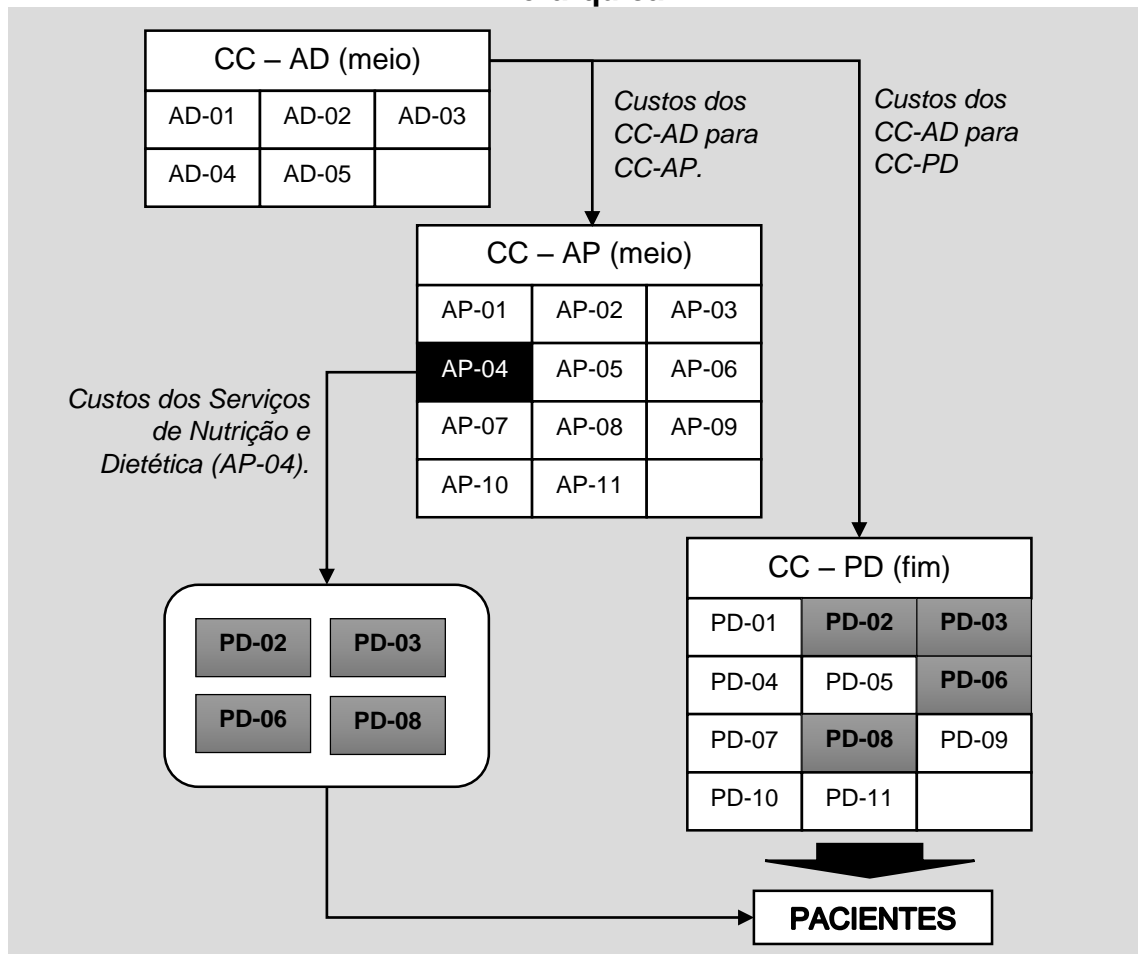 CC – AD (meio)
AD-01 AD-02 AD-03
AD-04 AD-05
Custos dos
CC-AD para
CC-AP.
Custos dos
CC-AD para
CC-PD
CC – AP (meio)
AP-01 AP-02 AP-03
AP-04 AP-05 AP-06
AP-07 AP-08 AP-09
AP-10 AP-11
Custos dos Serviços
de Nutrição e
Dietética (AP-04).
PD-02 PD-03
PD-06 PD-08
CC – PD (fim)
PD-01 PD-02 PD-03
PD-04 PD-05 PD-06
PD-07 PD-08 PD-09
PD-10 PD-11
PACIENTES